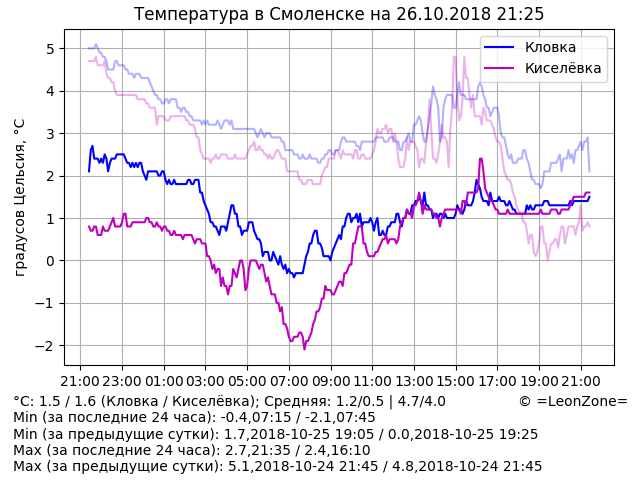 Температура в Смоленске на 26.10.2018 21:25
Кловка
Киселёвка
градусов Цельсия, °C
5
4
3
2
1
0
−1
−2
21:00 23:00 01:00 03:00 05:00 07:00 09:00 11:00 13:00 15:00 17:00 19:00 21:00
°C: 1.5 / 1.6 (Кловка / Киселёвка); Средняя: 1.2/0.5 | 4.7/4.0 © =LeonZone=
Min (за последние 24 часа): -0.4,07:15 / -2.1,07:45
Min (за предыдущие сутки): 1.7,2018-10-25 19:05 / 0.0,2018-10-25 19:25
Max (за последние 24 часа): 2.7,21:35 / 2.4,16:10
Max (за предыдущие сутки): 5.1,2018-10-24 21:45 / 4.8,2018-10-24 21:45